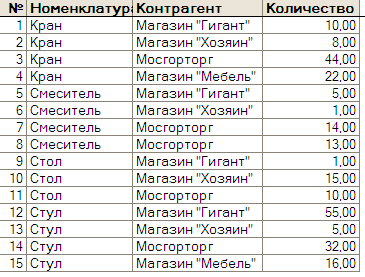 № Номенклатура Контрагент Количество
1 Кран Магазин "Гигант" 10,00
2 Кран Магазин "Хозяин" 8,00
3 Кран Мосгорторг 44,00
4 Кран Магазин "Мебель" 22,00
5 Смеситель Магазин "Гигант" 5,00
6 Смеситель Магазин "Хозяин" 1,00
7 Смеситель Мосгорторг 14,00
8 Смеситель Мосгорторг 13,00
9 Стол Магазин "Гигант" 1,00
10 Стол Магазин "Хозяин" 15,00
11 Стол Мосгорторг 10,00
12 Стул Магазин "Гигант" 55,00
13 Стул Магазин "Хозяин" 5,00
14 Стул Мосгорторг 32,00
15 Стул Магазин "Мебель" 16,00